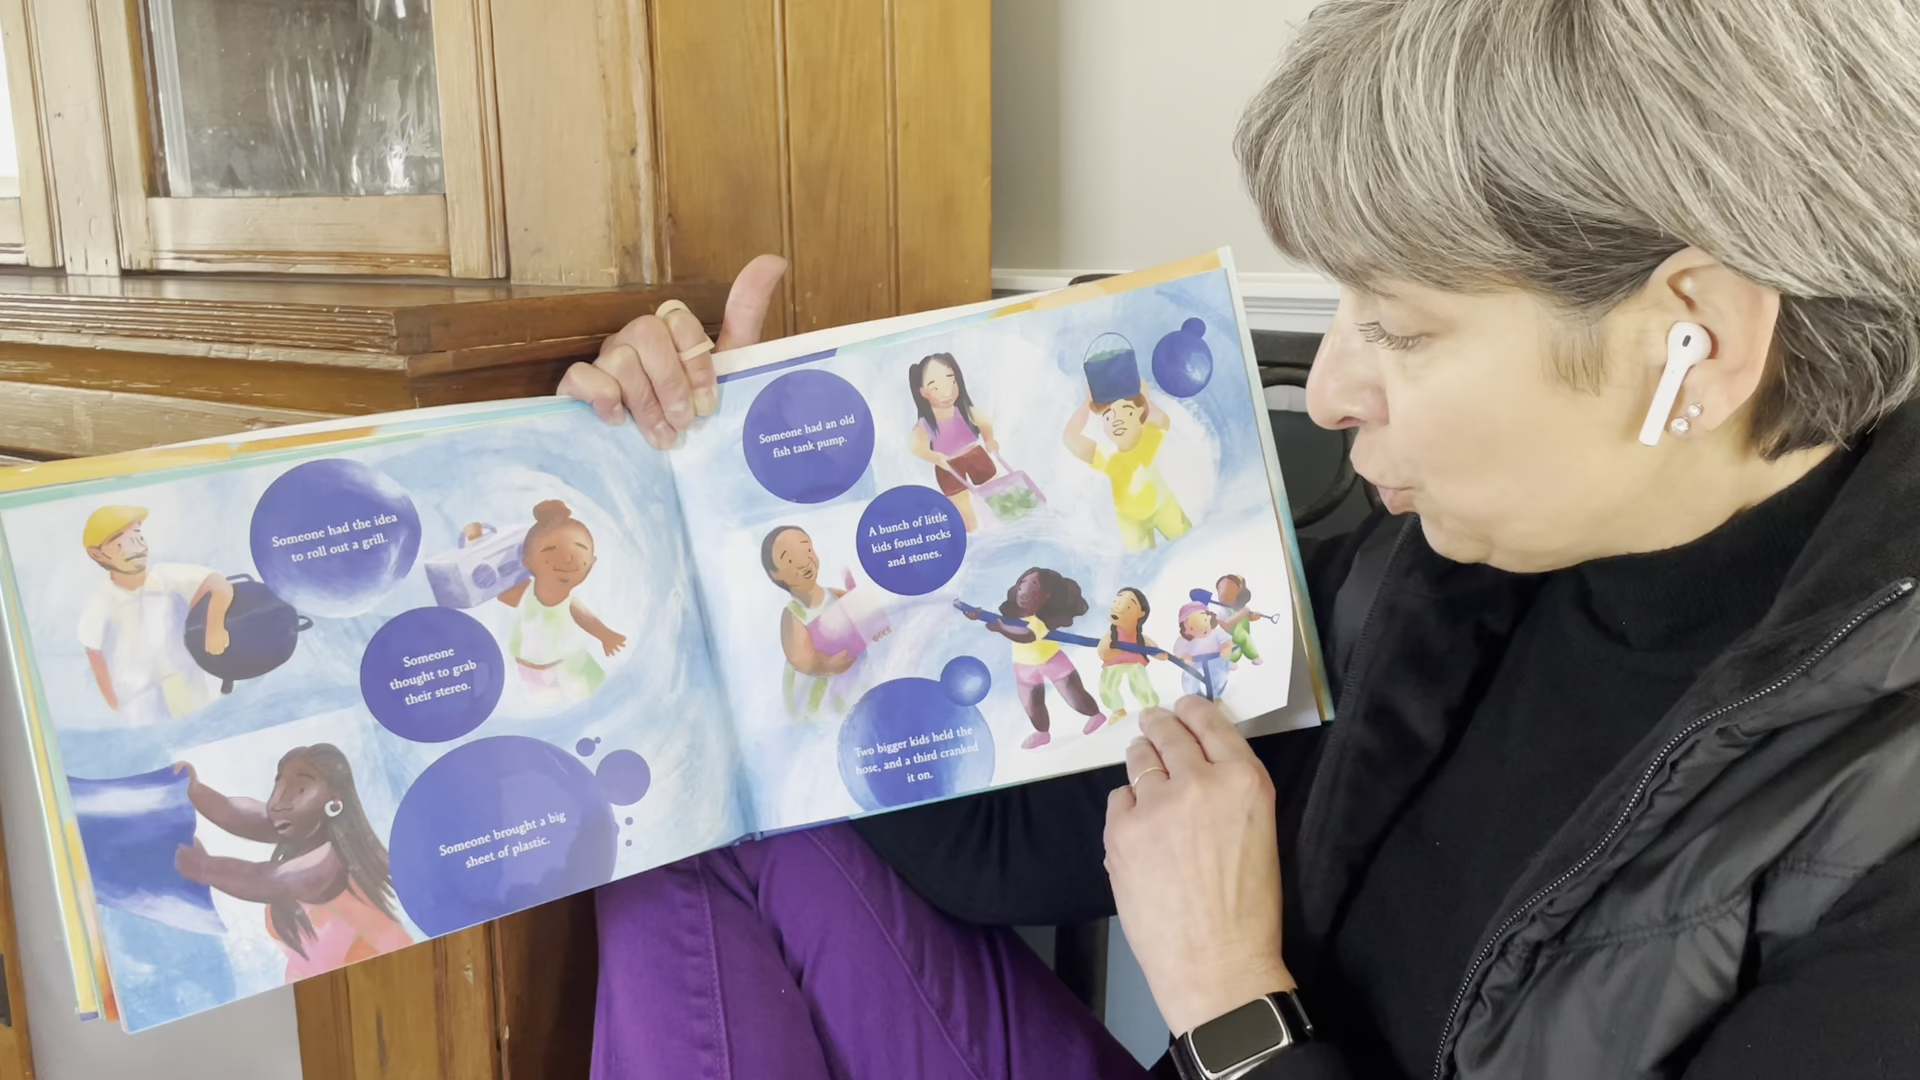 Someone had the idea
to roll out a grill.
Someone
thought to grab
their stereo.
Someone brought a big
sheet of plastic.
Someone had an old
fish tank pump.
A bunch of little
kids found rocks
and stones.
Two bigger kids held the
hose, and a third cranked
it on.